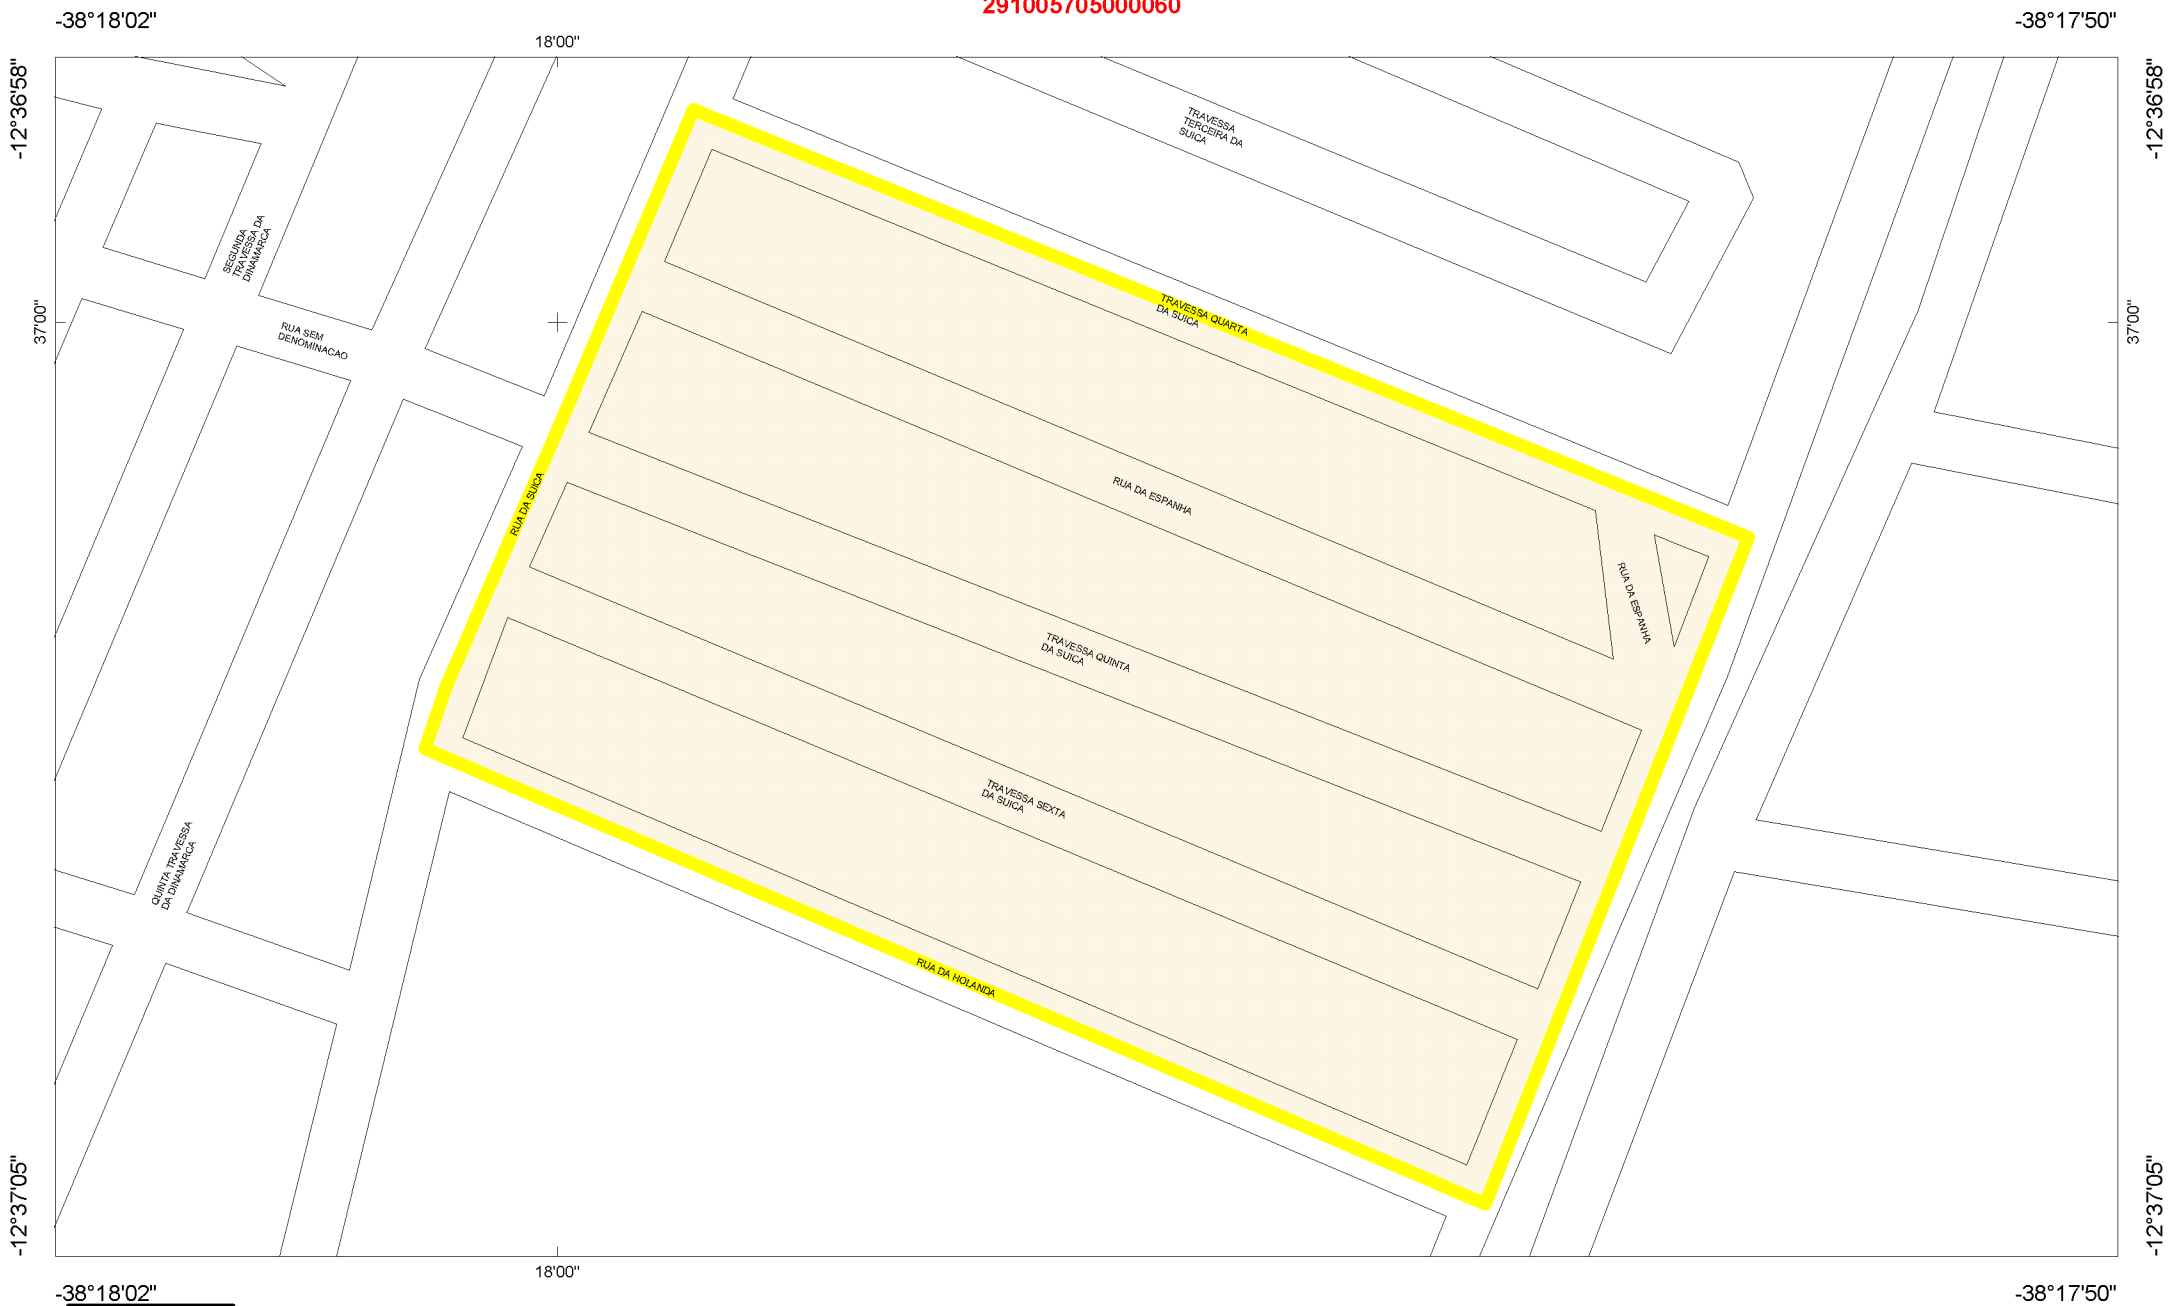 291005705000060
-38°18'02"
-38°17'50"
18'00"
-12°36'58"
-12°36'58"
TRAVESSA
TERCEIRA DA
SUICA
SEGUNDA
TRAVESSA DA
DINAMARCA
RUA SEM
DENOMINACAO
37'00"
37'00"
TRAVESSA QUARTA
DA SUICA
RUA DA SUICA
RUA DA ESPANHA
RUA DA ESPANHA
TRAVESSA QUINTA
DA SUICA
TRAVESSA SEXTA
DA SUICA
QUINTA TRAVESSA
DA DINAMARCA
RUA DA HOLANDA
-12°37'05"
-12°37'05"
18'00"
-38°18'02"
-38°17'50"